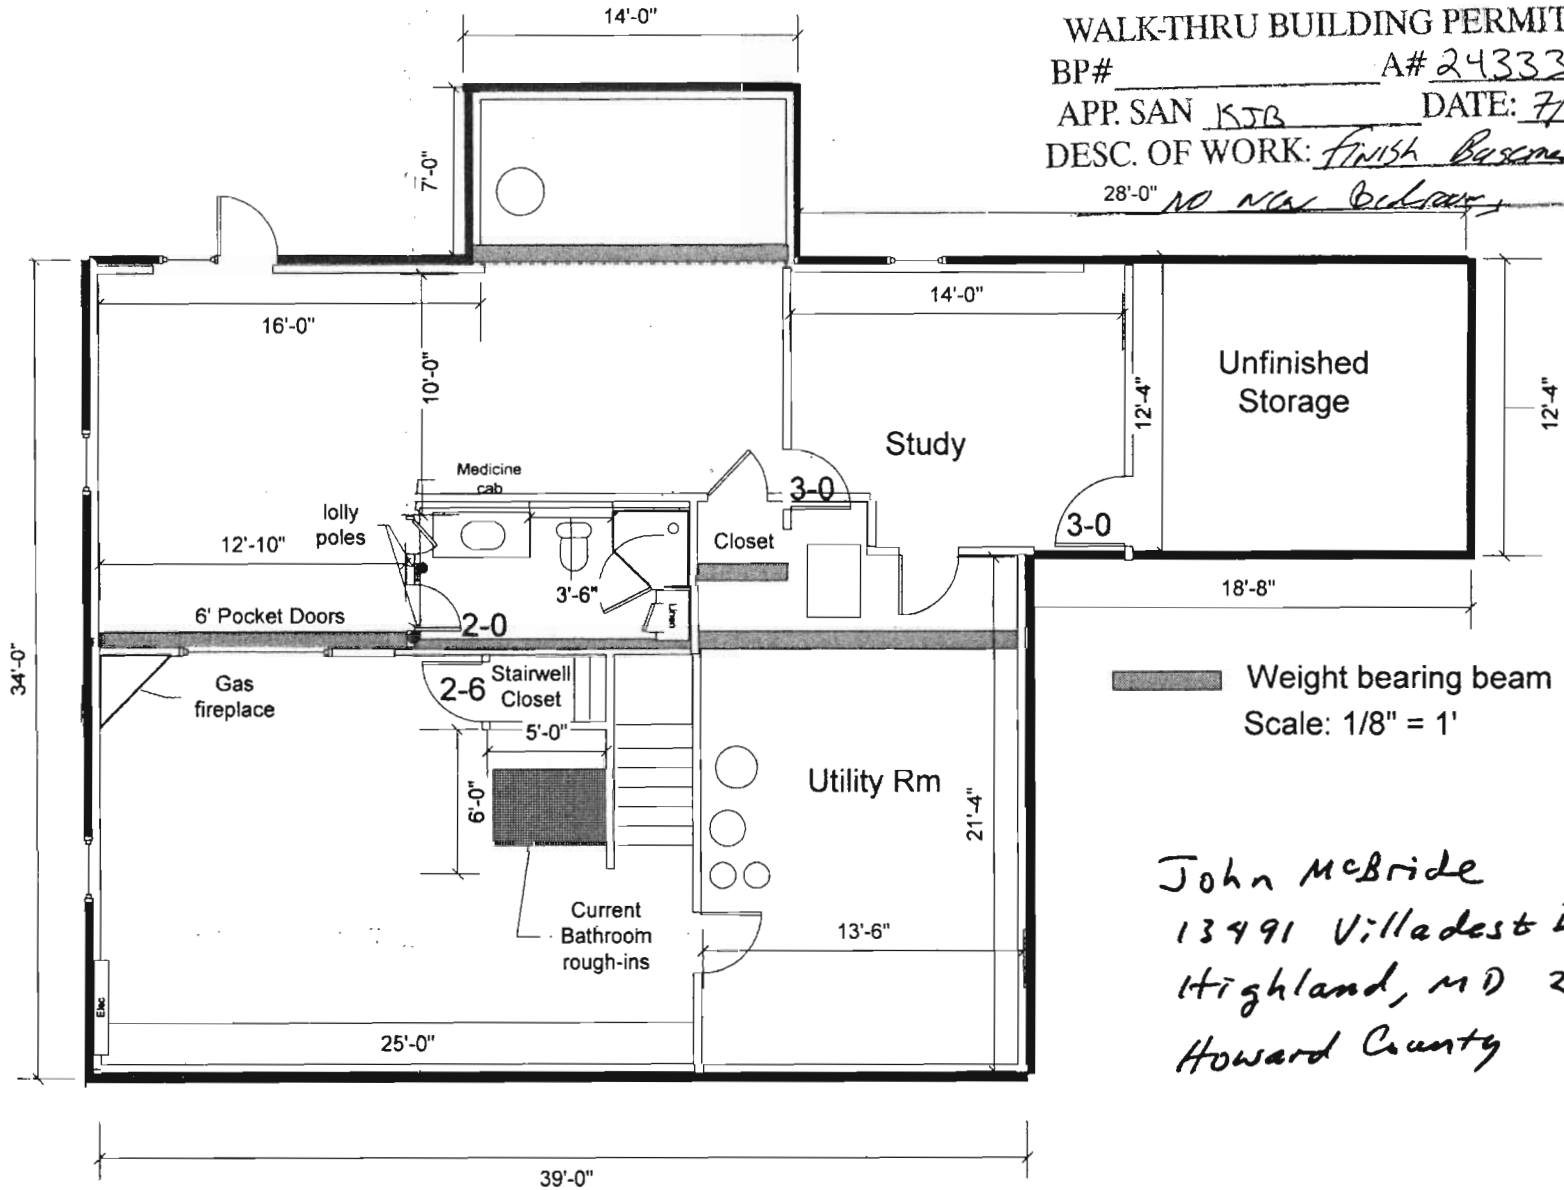 14'-0"
WALK-THRU BUILDING PERMIT
BP# A# 24333
APP. SAN KJB DATE: 7/
DESC. OF WORK: Finish Baseme
28'-0" NO New Bedrooms
7'-0"
16'-0"
14'-0"
10'-0"
12'-4"
Unfinished
Storage
12'-4"
Study
Medicine
cab
3-0
3-0
lolly
poles
12'-10"
Closet
3'-6"
Linen
18'-8"
6' Pocket Doors
2-0
34'-0"
Gas
fireplace
2-6
Stairwell
Closet
5'-0"
6'-0"
Weight bearing beam
Scale: 1/8" = 1'
Utility Rm
21'-4"
Current
Bathroom
rough-ins
13'-6"
Elec
25'-0"
John McBride
13491 Villadest
Highland, MD 2
Howard County
39'-0"